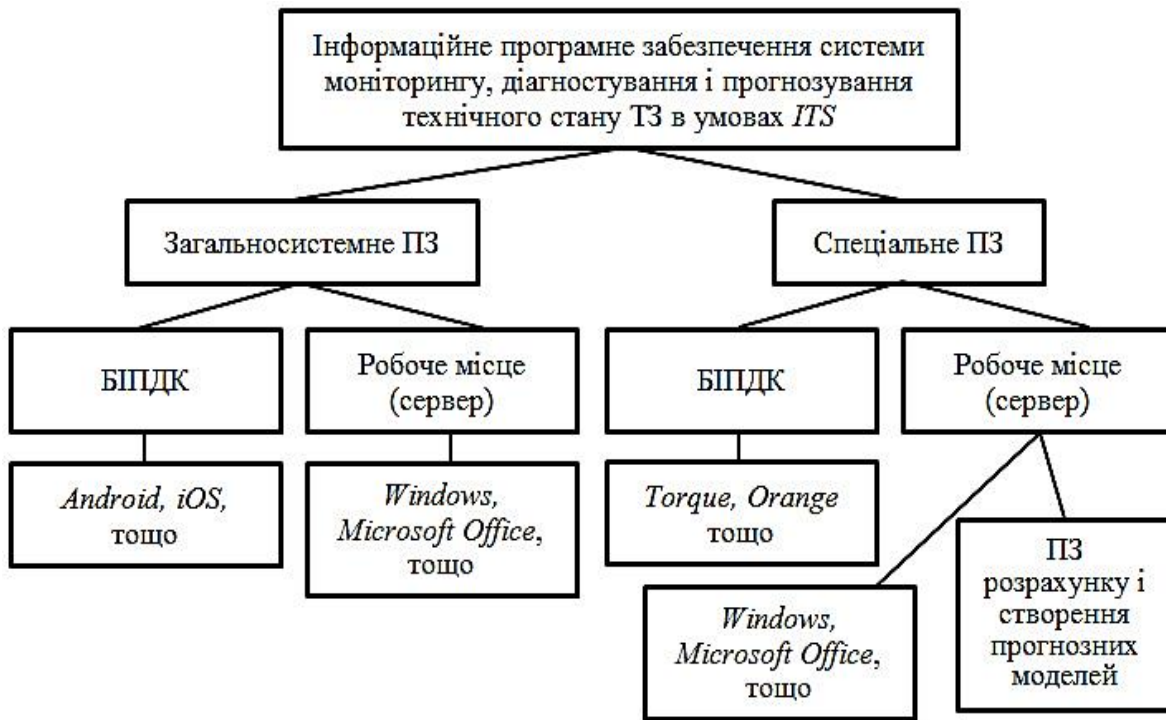 Інформаційне програмне забезпечення системи
моніторингу, діагностування і прогнозування
технічного стану ТЗ в умовах ITS
Загальносистемне ПЗ
Спеціальне ПЗ
БІПДК
Робоче місце
(сервер)
БІПДК
Робоче місце
(сервер)
Android, iOS,
тощо
Windows,
Microsoft Office,
тощо
Torque, Orange
тощо
Windows,
Microsoft Office,
тощо
ПЗ
розрахунку і
створення
прогнозних
моделей